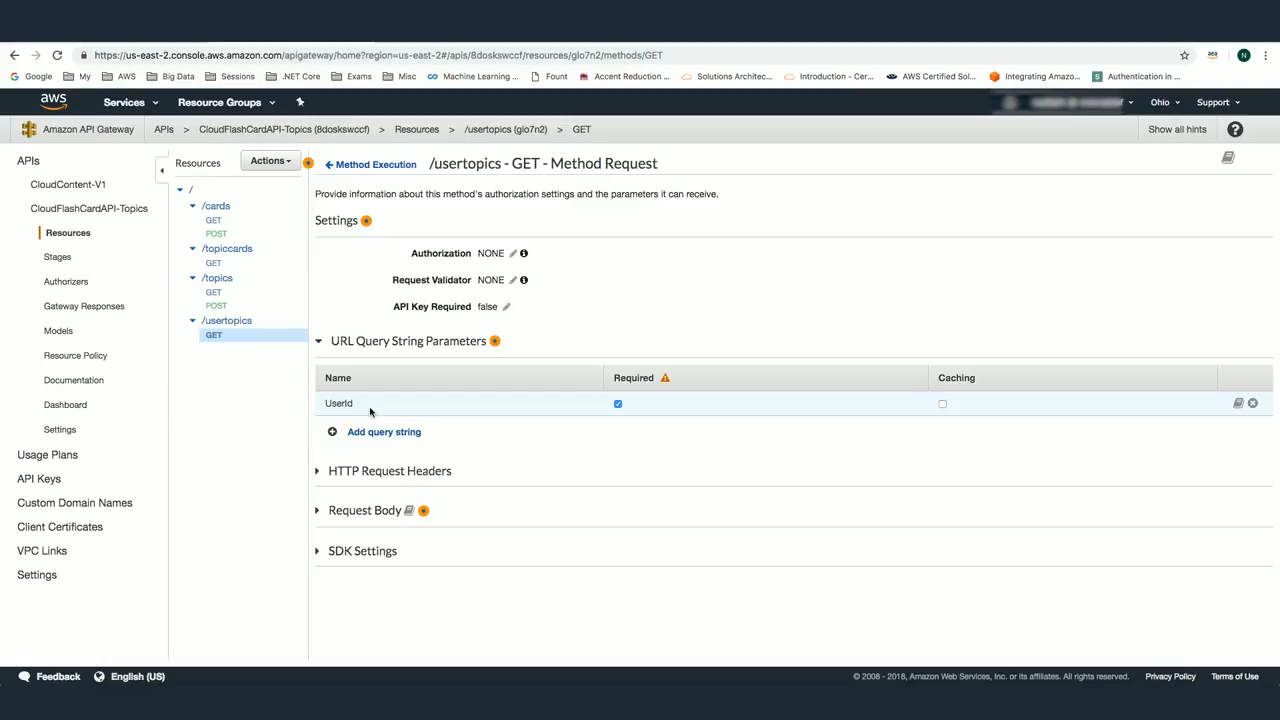 https://us-east-2.console.aws.amazon.com/apigateway/home?region=us-east-2#/apis/8doskswccf/resources/glo7n2/methods/GET
aea
N
Google My AWS Big Data Sessions .NET Core Exams Misc Machine Learning ... Fount Accent Reduction ... Solutions Architec... Introduction - Cer... AWS Certified Sol... Integrating Amazo... Authentication in ...
aws Services Resource Groups Ohio Support
Amazon API Gateway APIs > CloudFlashCardAPI-Topics (8doskswccf) > Resources > /usertopics (glo7n2) > GET Show all hints ?
APIs
CloudContent-V1
CloudFlashCardAPI-Topics
Resources
Stages
Authorizers
Gateway Responses
Models
Resource Policy
Documentation
Dashboard
Settings
Usage Plans
API Keys
Custom Domain Names
Client Certificates
VPC Links
Settings
Resources Actions
/
/cards
GET
POST
/topiccards
GET
/topics
GET
POST
/usertopics
GET
Method Execution /usertopics - GET - Method Request
Provide information about this method's authorization settings and the parameters it can receive.
Settings
Authorization NONE
Request Validator NONE
API Key Required false
URL Query String Parameters
Name Required Caching
UserId
Add query string
HTTP Request Headers
Request Body
SDK Settings
Feedback English (US) © 2008 - 2018, Amazon Web Services, Inc. or its affiliates. All rights reserved. Privacy Policy Terms of Use